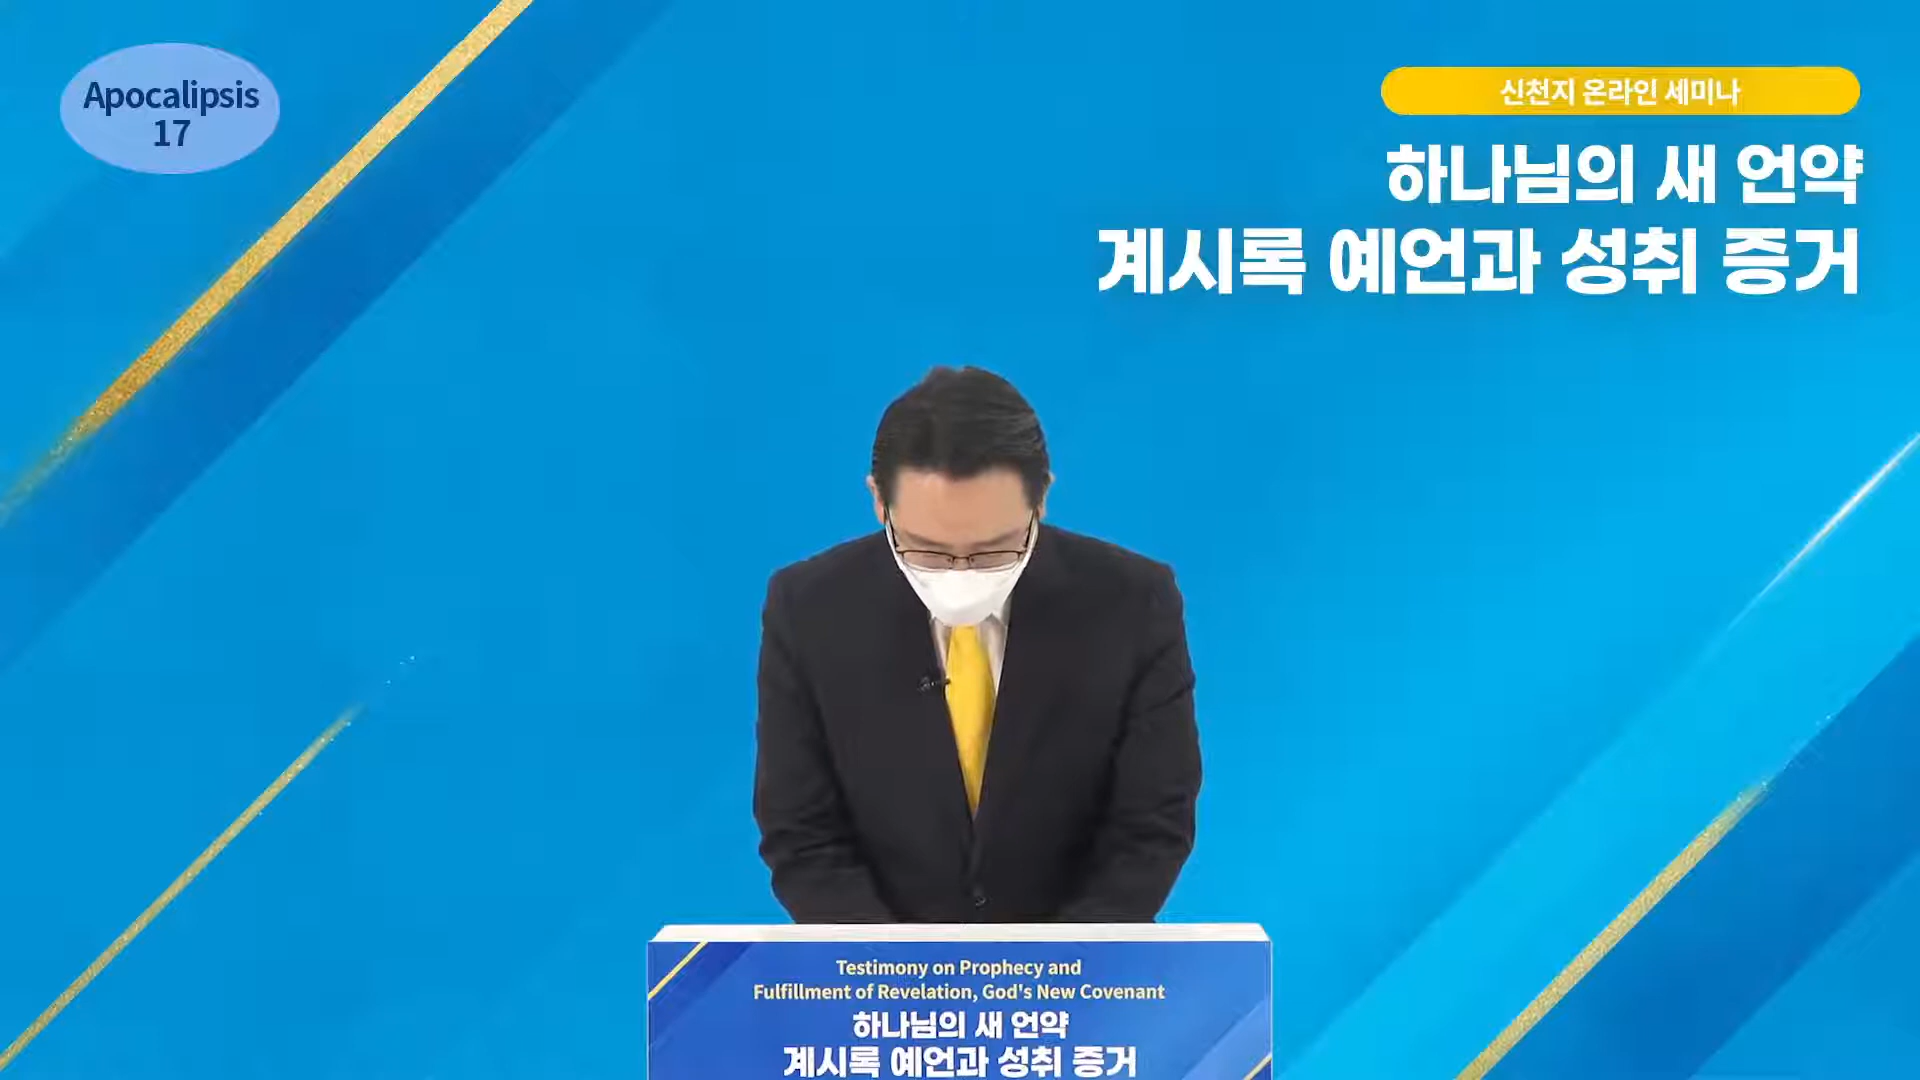 Apocalipsis
17
신천지 온라인 세미나
하나님의 새 언약
계시록 예언과 성취 증거
Testimony on Prophecy and
Fulfillment of Revelation, God's New Covenant
하나님의 새 언약
계시록 예언과 성취 증거